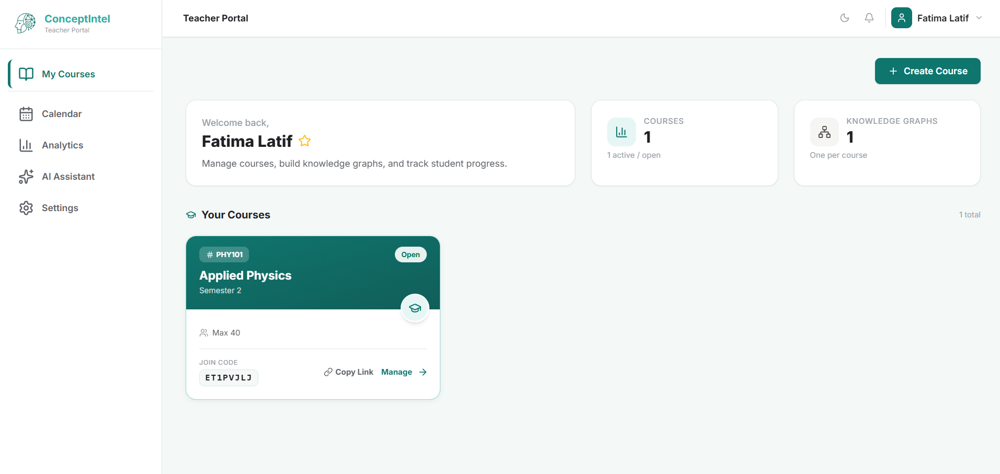 ConceptIntel
Teacher Portal
Teacher Portal
Fatima Latif
My Courses
Calendar
Analytics
AI Assistant
Settings
+ Create Course
Welcome back,
Fatima Latif
Manage courses, build knowledge graphs, and track student progress.
COURSES
1
1 active / open
KNOWLEDGE GRAPHS
1
One per course
Your Courses
1 total
# PHY101
Open
Applied Physics
Semester 2
Max 40
JOIN CODE
ET1PVJLJ
Copy Link
Manage →